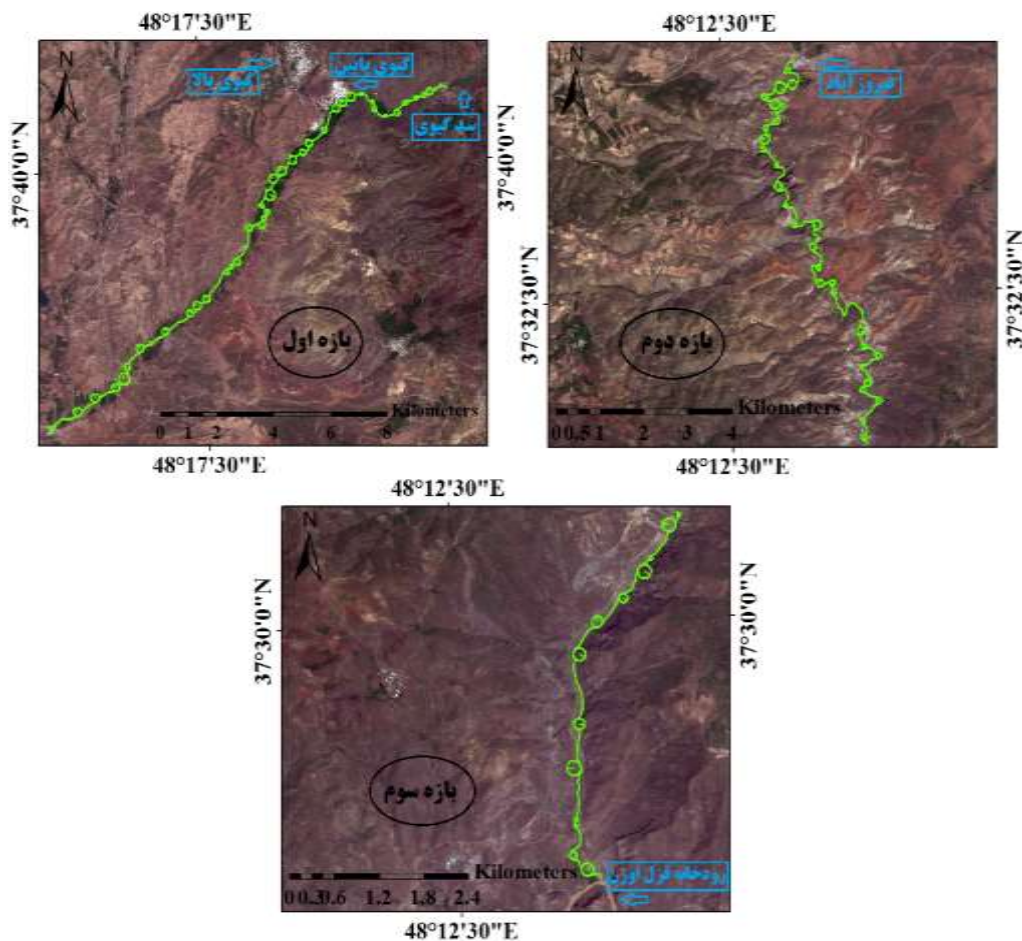 48°17'30"E
48°12'30"E
N
گیوی بالا
گیوی پایین
سد گیوی
37°40'0"N
37°40'0"N
بازه اول
Kilometers
0 1 2 4 6 8
48°17'30"E
N
فیروز آباد
37°32'30"N
37°32'30"N
بازه دوم
Kilometers
0 0,5 1 2 3 4
48°12'30"E
48°12'30"E
N
37°30'0"N
37°30'0"N
بازه سوم
Kilometers
0 0.3 0.6 1.2 1.8 2.4
رودخانه قزل اوزن
48°12'30"E